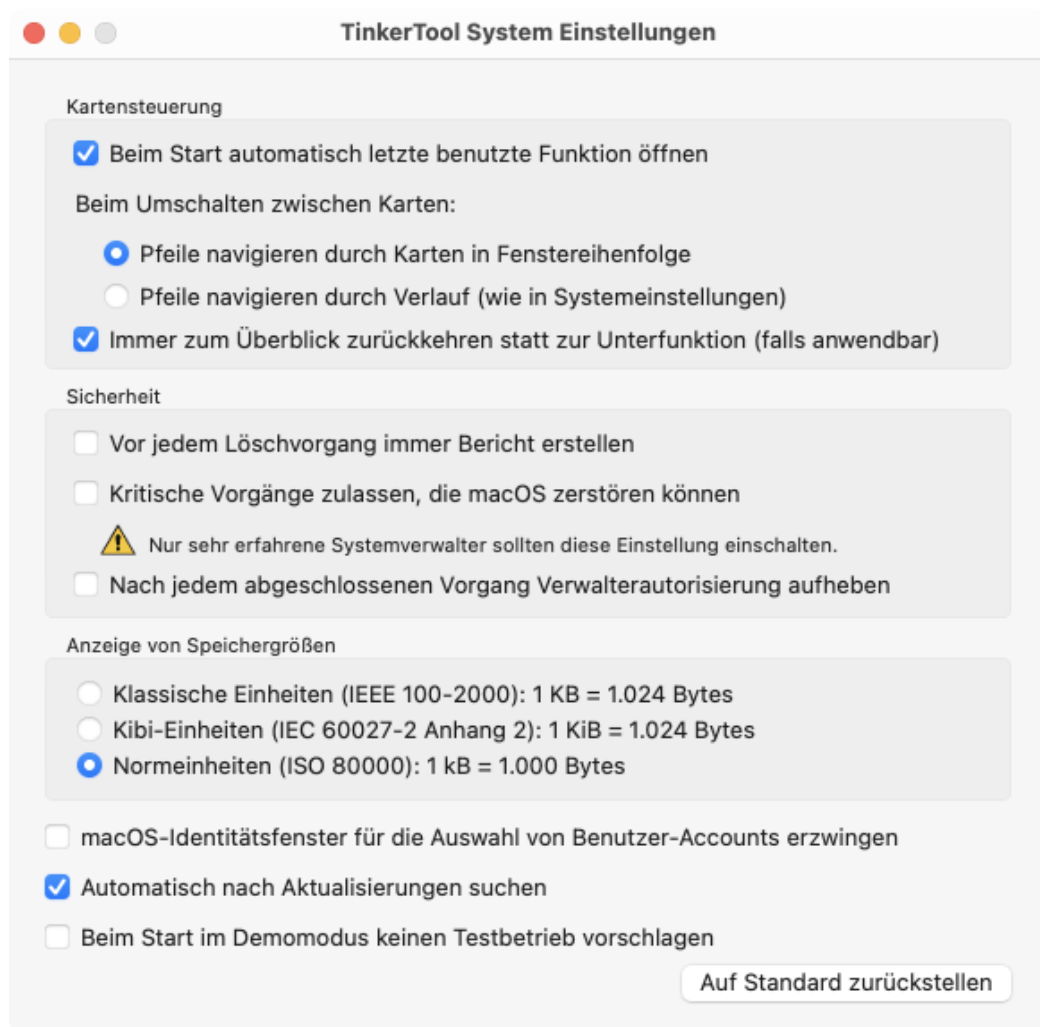 TinkerTool System Einstellungen
Kartensteuerung
Beim Start automatisch letzte benutzte Funktion öffnen
Beim Umschalten zwischen Karten:
Pfeile navigieren durch Karten in Fenstereihenfolge
Pfeile navigieren durch Verlauf (wie in Systemeinstellungen)
Immer zum Überblick zurückkehren statt zur Unterfunktion (falls anwendbar)
Sicherheit
Vor jedem Löschvorgang immer Bericht erstellen
Kritische Vorgänge zulassen, die macOS zerstören können
Nur sehr erfahrene Systemverwalter sollten diese Einstellung einschalten.
Nach jedem abgeschlossenen Vorgang Verwalterautorisierung aufheben
Anzeige von Speichergrößen
Klassische Einheiten (IEEE 100-2000): 1 KB = 1.024 Bytes
Kibi-Einheiten (IEC 60027-2 Anhang 2): 1 KiB = 1.024 Bytes
Normeinheiten (ISO 80000): 1 kB = 1.000 Bytes
macOS-Identitätsfenster für die Auswahl von Benutzer-Accounts erzwingen
Automatisch nach Aktualisierungen suchen
Beim Start im Demomodus keinen Testbetrieb vorschlagen
Auf Standard zurückstellen